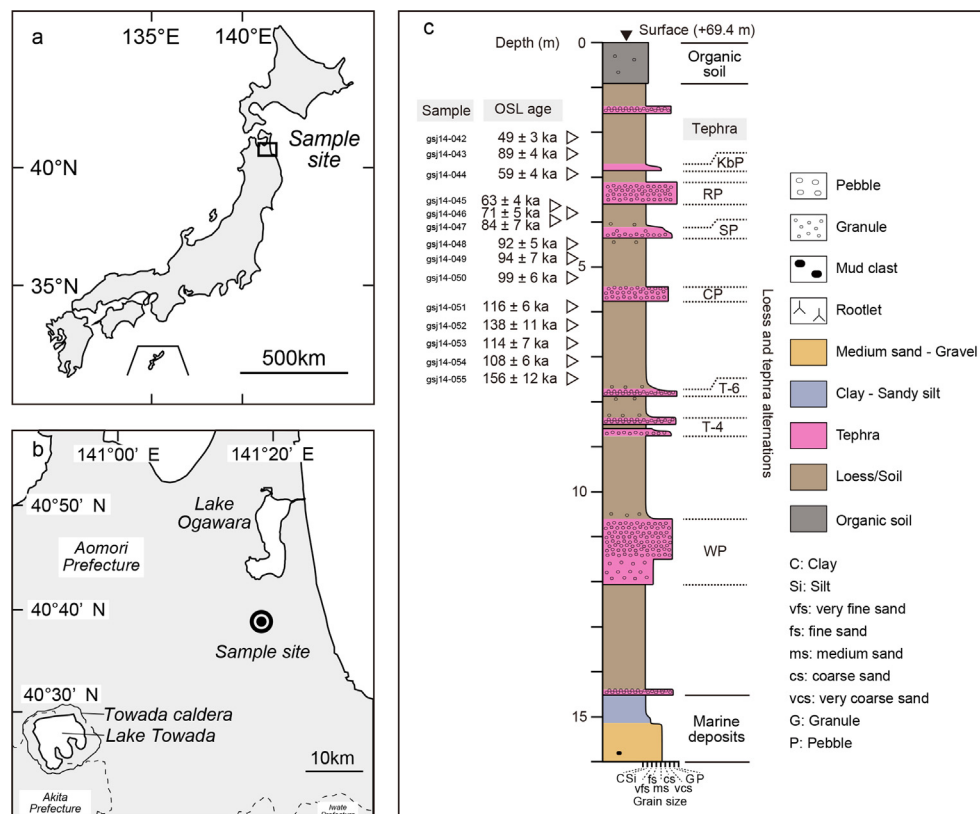 a
135°E
140°E
Sample
site
40°N
35°N
500km
b
141°00' E
141°20' E
40°50' N
Lake
Ogawara
Aomori
Prefecture
40°40' N
Sample site
40°30' N
Towada caldera
Lake Towada
10km
Akita
Prefecture
Iwate
c
Depth (m)
Surface (+69.4 m)
0
Organic
soil
Sample
OSL age
Tephra
gsj14-042 49 ± 3 ka
gsj14-043 89 ± 4 ka
gsj14-044 59 ± 4 ka
gsj14-045 63 ± 4 ka
gsj14-046 71 ± 5 ka
gsj14-047 84 ± 7 ka
gsj14-048 92 ± 5 ka
gsj14-049 94 ± 7 ka
gsj14-050 99 ± 6 ka
gsj14-051 116 ± 6 ka
gsj14-052 138 ± 11 ka
gsj14-053 114 ± 7 ka
gsj14-054 108 ± 6 ka
gsj14-055 156 ± 12 ka
KbP
RP
SP
5
CP
T-6
T-4
10
WP
15
Marine
deposits
Loess and tephra alternations
C Si fs cs G P
vfs ms vcs
Grain size
Pebble
Granule
Mud clast
Rootlet
Medium sand - Gravel
Clay - Sandy silt
Tephra
Loess/Soil
Organic soil
C: Clay
Si: Silt
vfs: very fine sand
fs: fine sand
ms: medium sand
cs: coarse sand
vcs: very coarse sand
G: Granule
P: Pebble